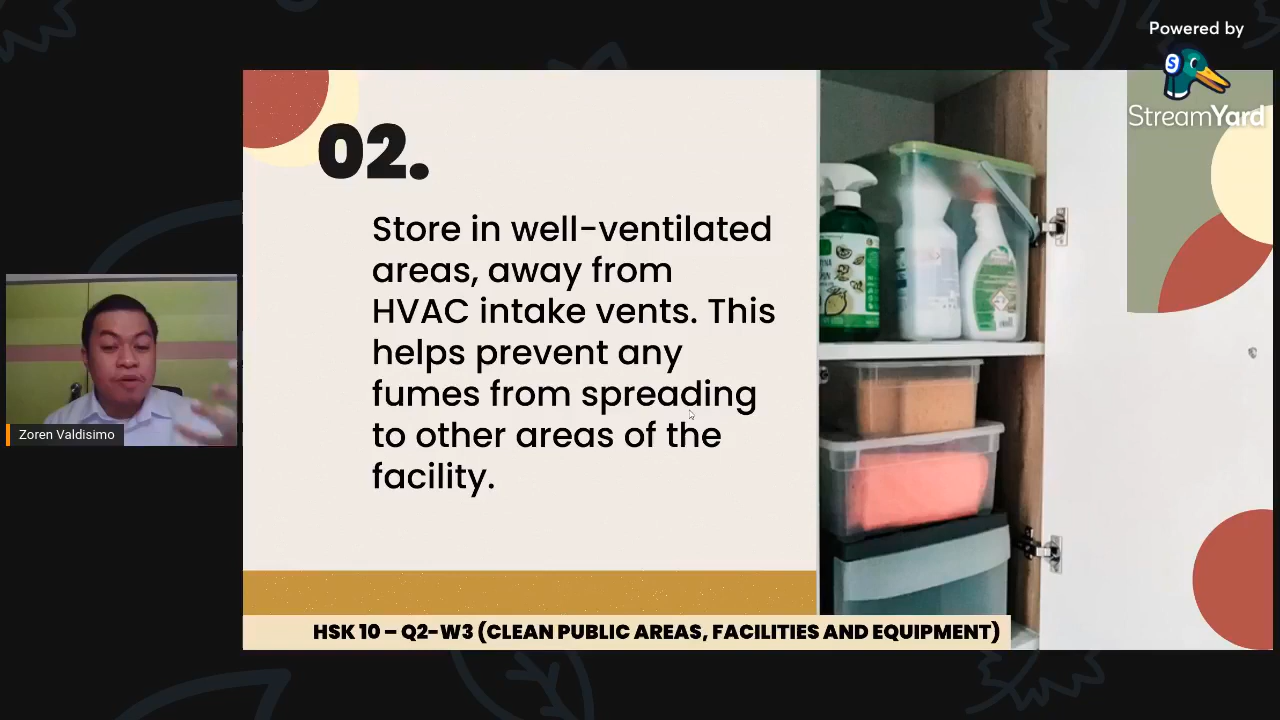 Powered by
StreamYard
02.
Store in well-ventilated
areas, away from
HVAC intake vents. This
helps prevent any
fumes from spreading
to other areas of the
facility.
Zoren Valdisimo
HSK 10 – Q2-W3 (CLEAN PUBLIC AREAS, FACILITIES AND EQUIPMENT)